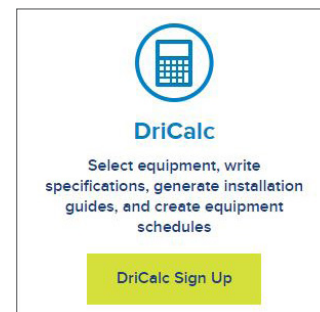 DriCalc
Select equipment, write
specifications, generate installation
guides, and create equipment
schedules
DriCalc Sign Up